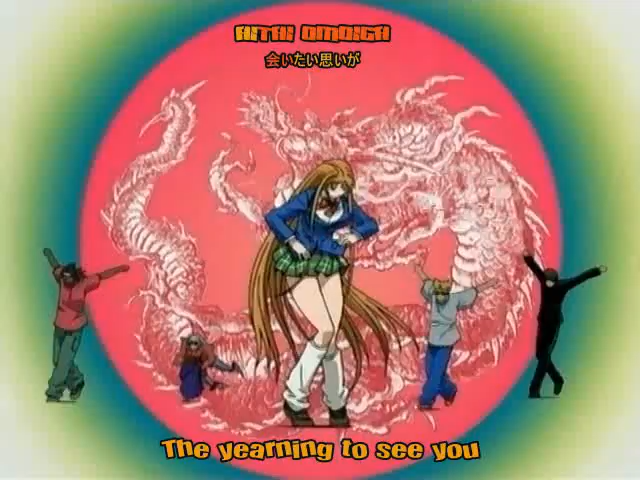 AITAI OMOIGA
会いたい思いが
The yearning to see you